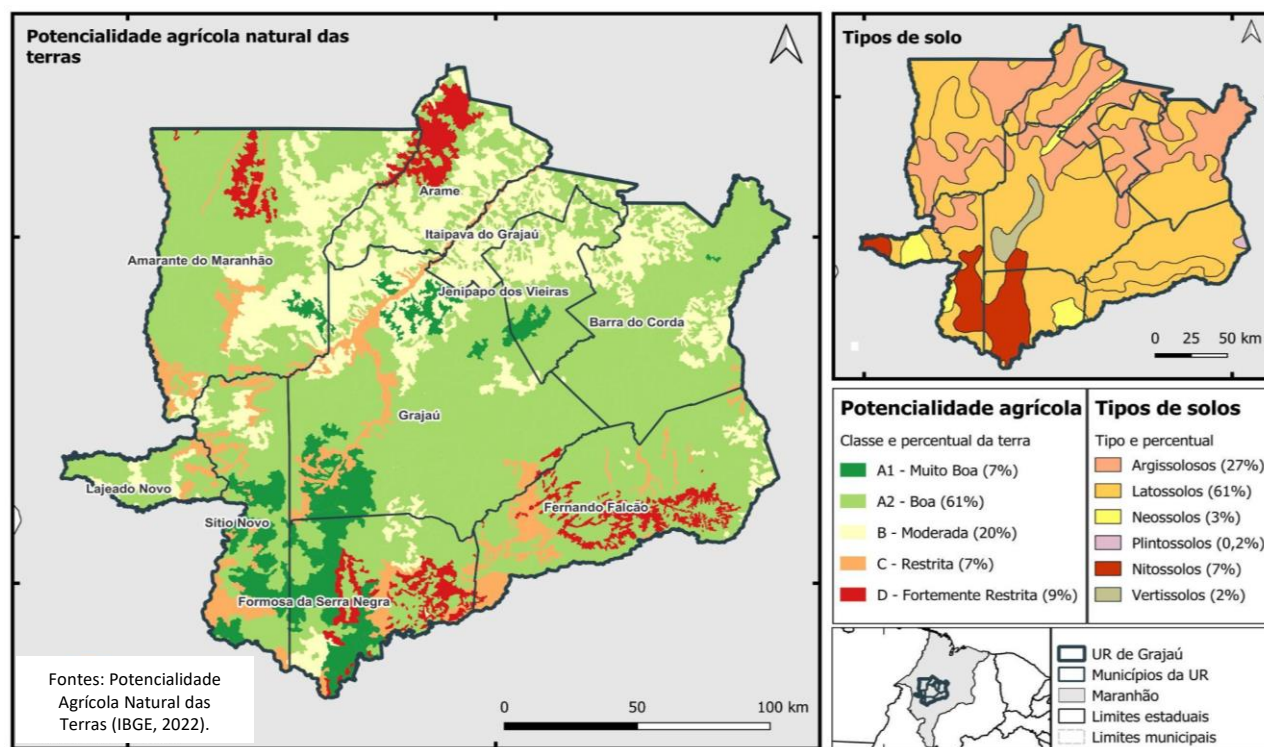 Potencialidade agrícola natural das
terras
Arame
Itaipava do Grajaú
Amarante do Maranhão
Jenipapo dos Vieiras
Barra do Corda
Grajaú
Lajeado Novo
Sítio Novo
Fernando Falcão
Formosa da Serra Negra
Fontes: Potencialidade
Agrícola Natural das
Terras (IBGE, 2022).
0 50 100 km
Tipos de solo
0 25 50 km
Potencialidade agrícola
Classe e percentual da terra
A1 - Muito Boa (7%)
A2 - Boa (61%)
B - Moderada (20%)
C - Restrita (7%)
D - Fortemente Restrita (9%)
Tipos de solos
Tipo e percentual
Argissolosos (27%)
Latossolos (61%)
Neossolos (3%)
Plintossolos (0,2%)
Nitossolos (7%)
Vertissolos (2%)
UR de Grajaú
Municípios da UR
Maranhão
Limites estaduais
Limites municipais